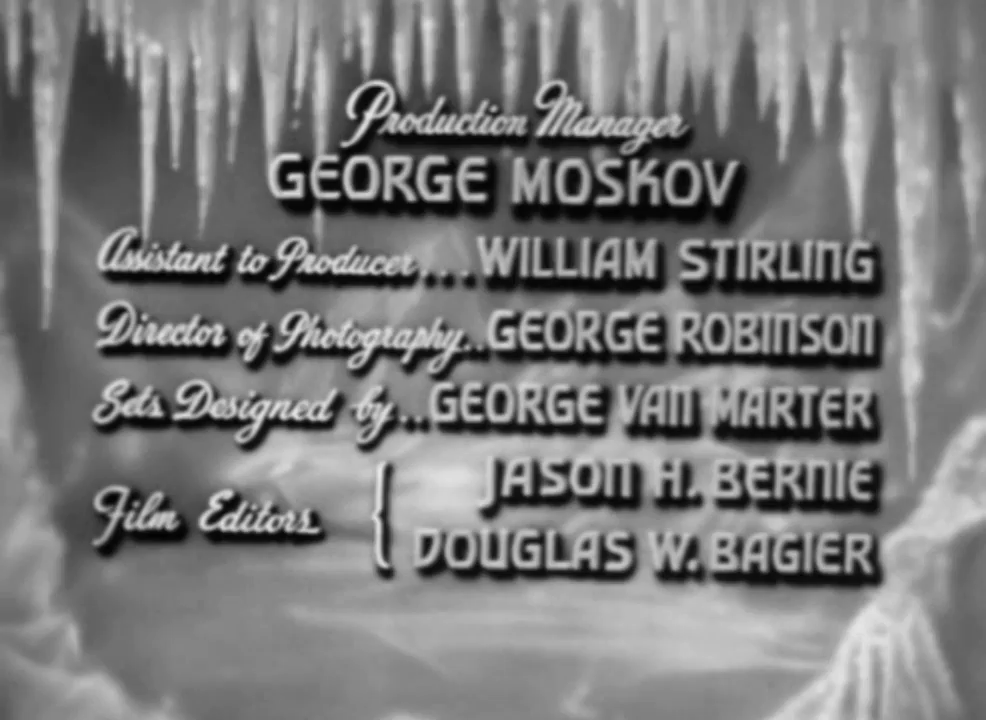 Production Manager
GEORGE MOSKOV
Assistant to Producer...WILLIAM STIRLING
Director of Photography..GEORGE ROBINSON
Sets Designed by..GEORGE VAN MARTER
Film Editors { JASON H. BERNIE
DOUGLAS W. BAGIER